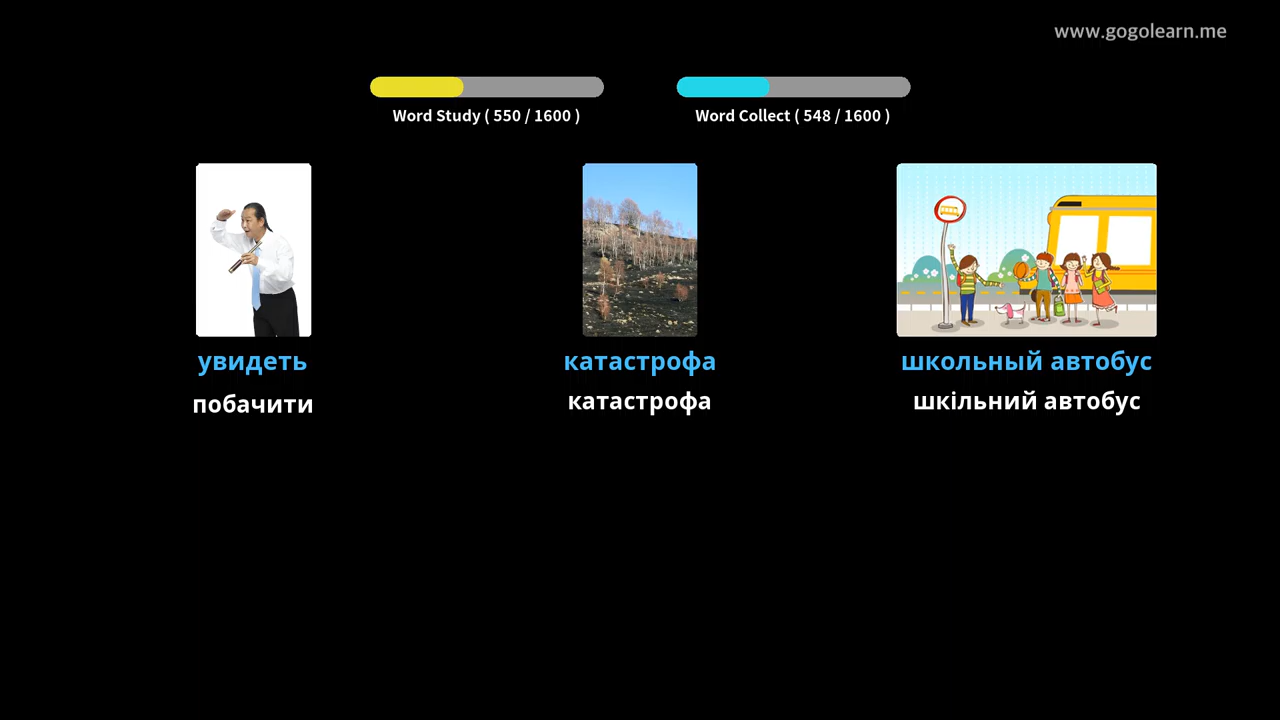 www.gogolearn.me
Word Study ( 550 / 1600 )
Word Collect ( 548 / 1600 )
увидеть
катастрофа
школьный автобус
побачити
катастрофа
шкільний автобус